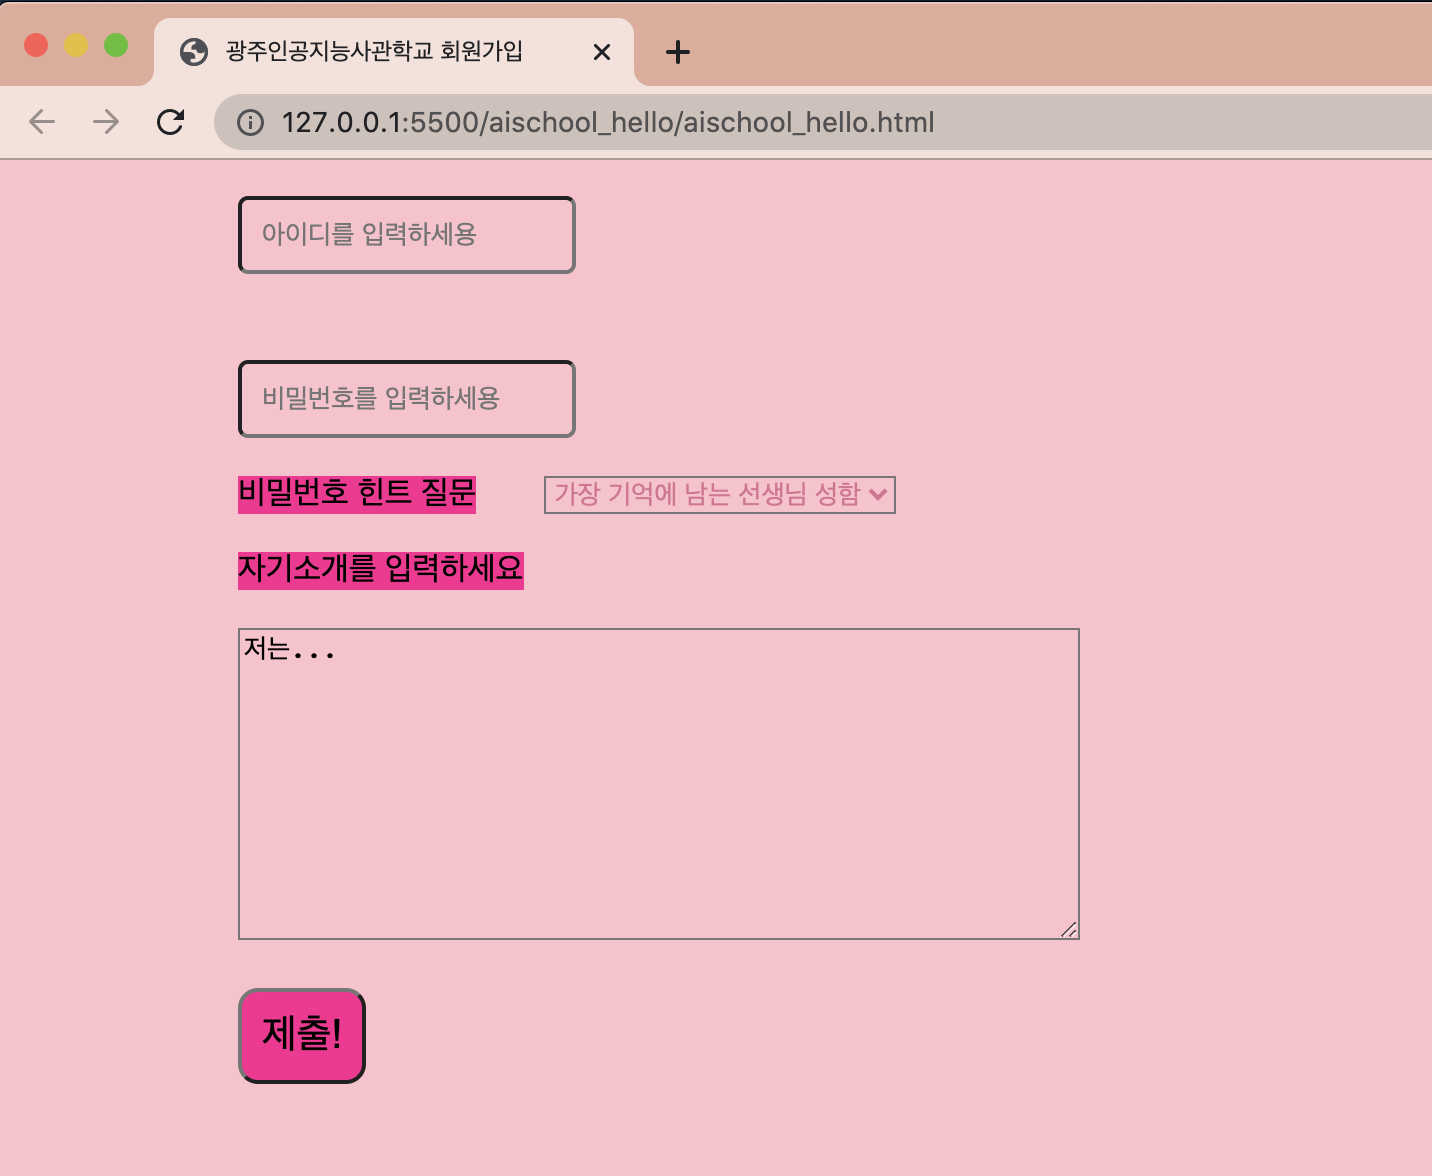 광주인공지능사관학교 회원가입
127.0.0.1:5500/aischool_hello/aischool_hello.html
아이디를 입력하세용
비밀번호를 입력하세용
비밀번호 힌트 질문 가장 기억에 남는 선생님 성함
자기소개를 입력하세요
저는...
제출!